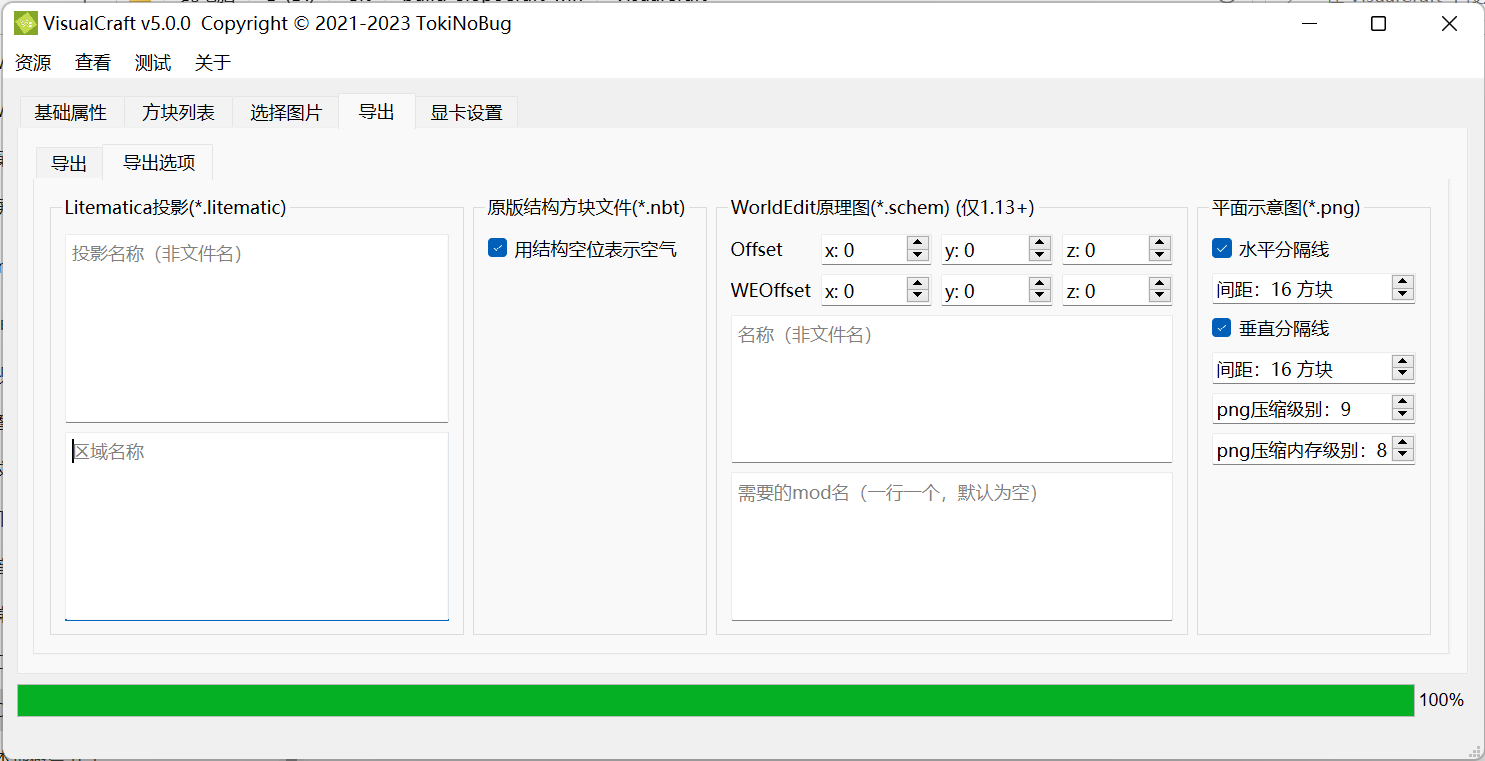 VisualCraft v5.0.0 Copyright © 2021-2023 TokiNoBug
资源 查看 测试 关于
基础属性 方块列表 选择图片 导出 显卡设置
导出 导出选项
Litematica投影(*.litematic)
投影名称（非文件名）
区域名称
原版结构方块文件(*.nbt)
用结构空位表示空气
WorldEdit原理图(*.schem) (仅1.13+)
Offset x: 0 y: 0 z: 0
WEOffset x: 0 y: 0 z: 0
名称（非文件名）
需要的mod名（一行一个，默认为空）
平面示意图(*.png)
水平分隔线
间距：16 方块
垂直分隔线
间距：16 方块
png压缩级别：9
png压缩内存级别：8
100%